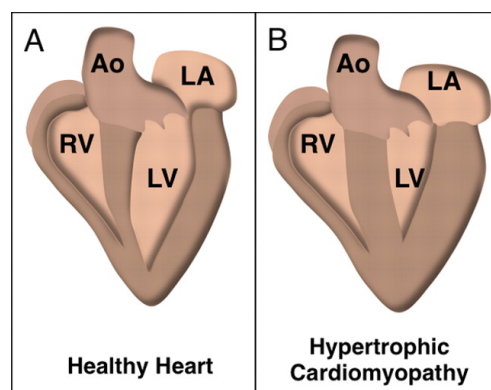 A
Ao
LA
RV
LV
Healthy Heart
B
Ao
LA
RV
LV
Hypertrophic
Cardiomyopathy